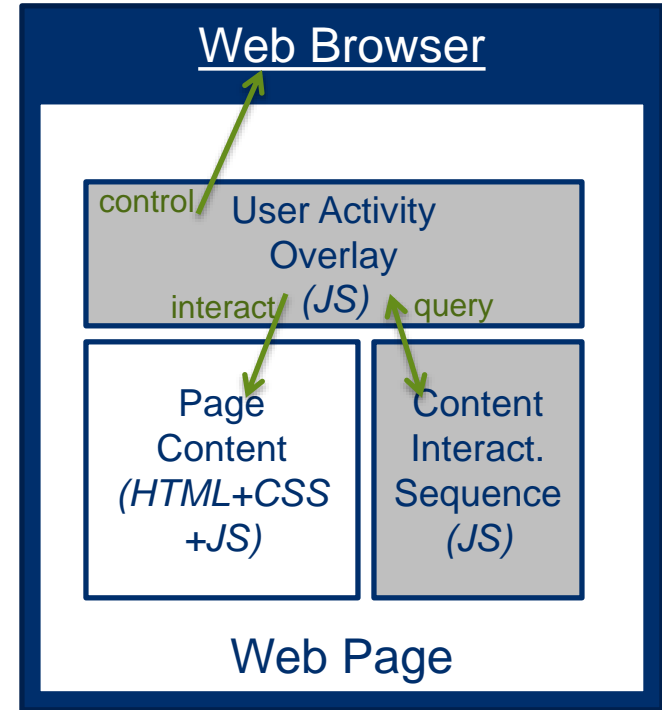 Web Browser
control
User Activity
Overlay
(JS)
interact
query
Page
Content
(HTML+CSS
+JS)
Content
Interact.
Sequence
(JS)
Web Page